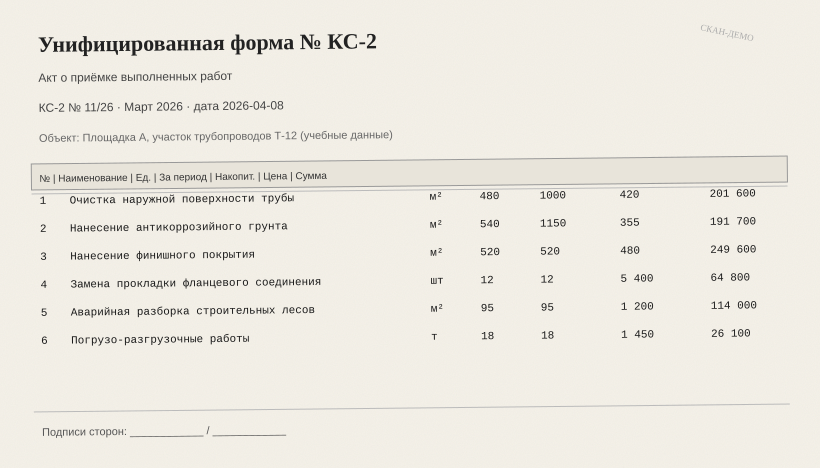 Унифицированная форма № КС-2
СКАН-ДЕМО
Акт о приёмке выполненных работ
КС-2 № 11/26 · Март 2026 · дата 2026-04-08
Объект: Площадка А, участок трубопроводов Т-12 (учебные данные)
№ | Наименование | Ед. | За период | Накопит. | Цена | Сумма
1 Очистка наружной поверхности трубы м² 480 1000 420 201 600
2 Нанесение антикоррозийного грунта м² 540 1150 355 191 700
3 Нанесение финишного покрытия м² 520 520 480 249 600
4 Замена прокладки фланцевого соединения шт 12 12 5 400 64 800
5 Аварийная разборка строительных лесов м² 95 95 1 200 114 000
6 Погрузо-разгрузочные работы т 18 18 1 450 26 100
Подписи сторон: ____________ / ____________